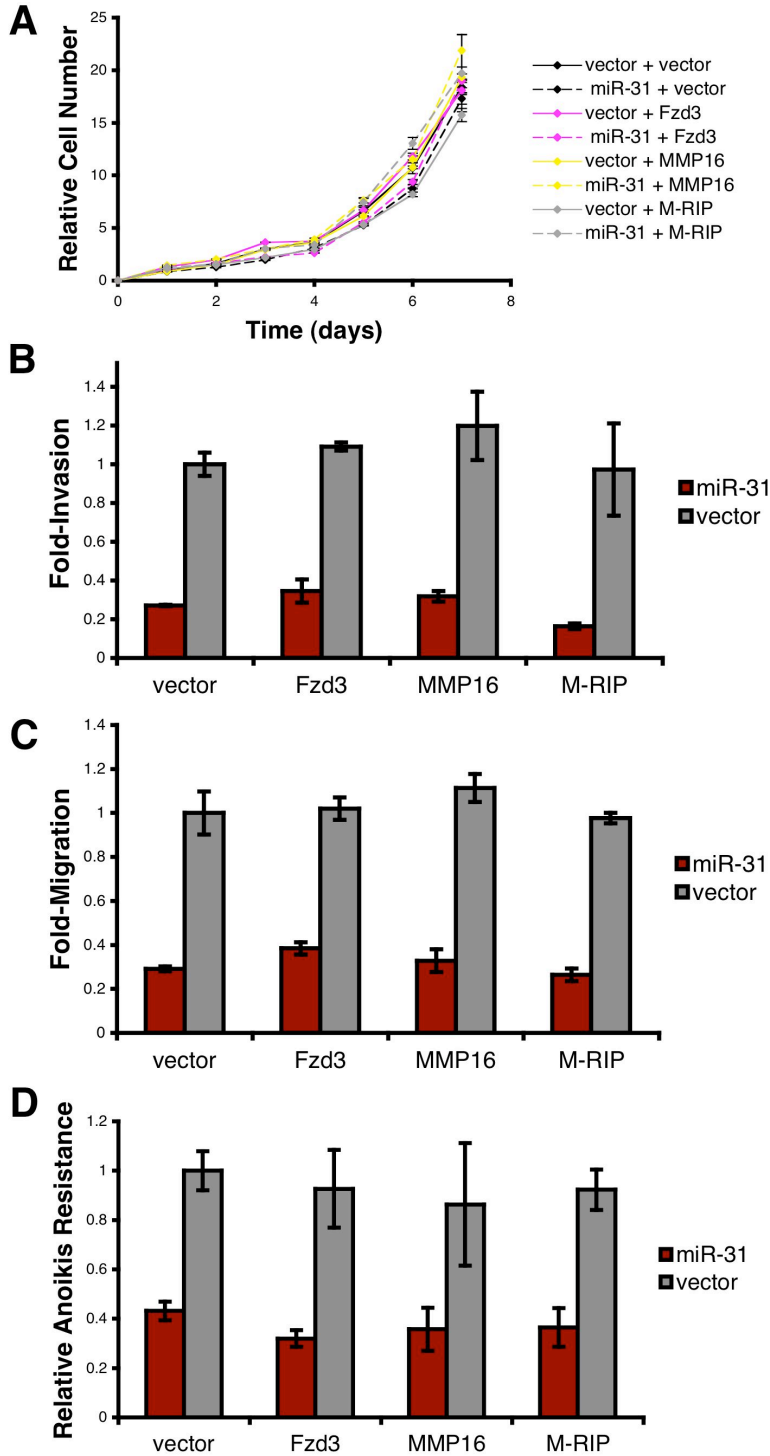 A
Relative Cell Number
25
20
15
10
5
0
0 2 4 6 8
Time (days)
vector + vector
miR-31 + vector
vector + Fzd3
miR-31 + Fzd3
vector + MMP16
miR-31 + MMP16
vector + M-RIP
miR-31 + M-RIP
B
Fold-Invasion
1.4
1.2
1
0.8
0.6
0.4
0.2
0
vector Fzd3 MMP16 M-RIP
miR-31
vector
C
Fold-Migration
1.4
1.2
1
0.8
0.6
0.4
0.2
0
vector Fzd3 MMP16 M-RIP
miR-31
vector
D
Relative Anoikis Resistance
1.2
1
0.8
0.6
0.4
0.2
0
vector Fzd3 MMP16 M-RIP
miR-31
vector